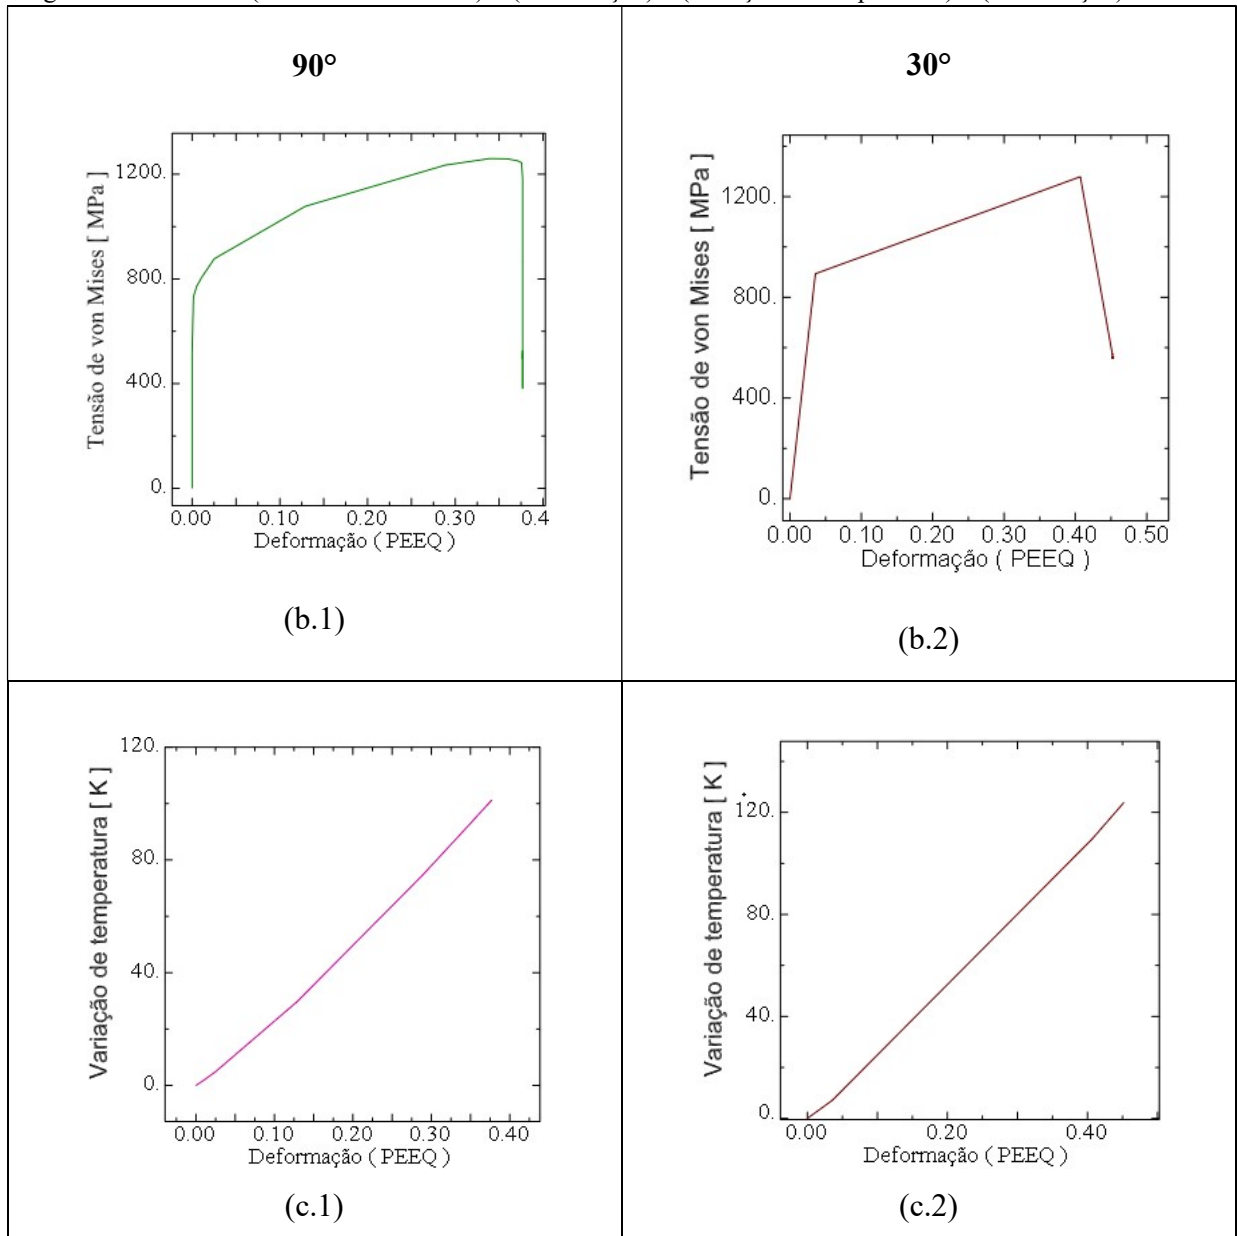 90°
30°
Tensão de von Mises [ MPa ]
1200.
800.
400.
0.
0.00 0.10 0.20 0.30 0.4
Deformação ( PEEQ )
(b.1)
Tensão de von Mises [ MPa ]
1200.
800.
400.
0.
0.00 0.10 0.20 0.30 0.40 0.50
Deformação ( PEEQ )
(b.2)
Variação de temperatura [ K ]
120.
80.
40.
0.
0.00 0.10 0.20 0.30 0.40
Deformação ( PEEQ )
(c.1)
Variação de temperatura [ K ]
120.
80.
40.
0.
0.00 0.20 0.40
Deformação ( PEEQ )
(c.2)